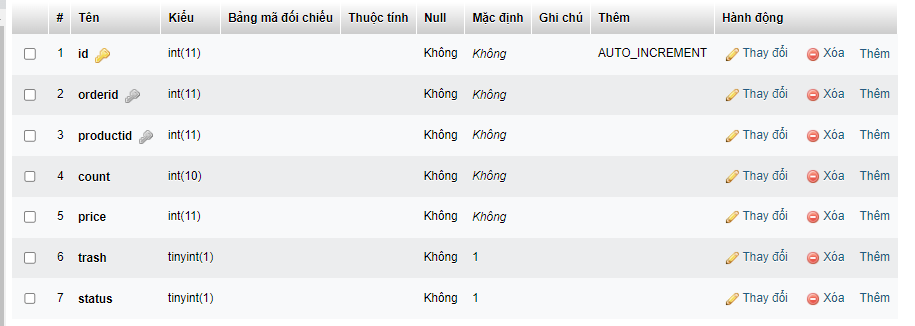 # Tên Kiểu Bảng mã đối chiếu Thuộc tính Null Mặc định Ghi chú Thêm Hành động
1 id int(11) Không Không AUTO_INCREMENT Thay đổi Xóa Thêm
2 orderid int(11) Không Không Thay đổi Xóa Thêm
3 productid int(11) Không Không Thay đổi Xóa Thêm
4 count int(10) Không Không Thay đổi Xóa Thêm
5 price int(11) Không Không Thay đổi Xóa Thêm
6 trash tinyint(1) Không 1 Thay đổi Xóa Thêm
7 status tinyint(1) Không 1 Thay đổi Xóa Thêm